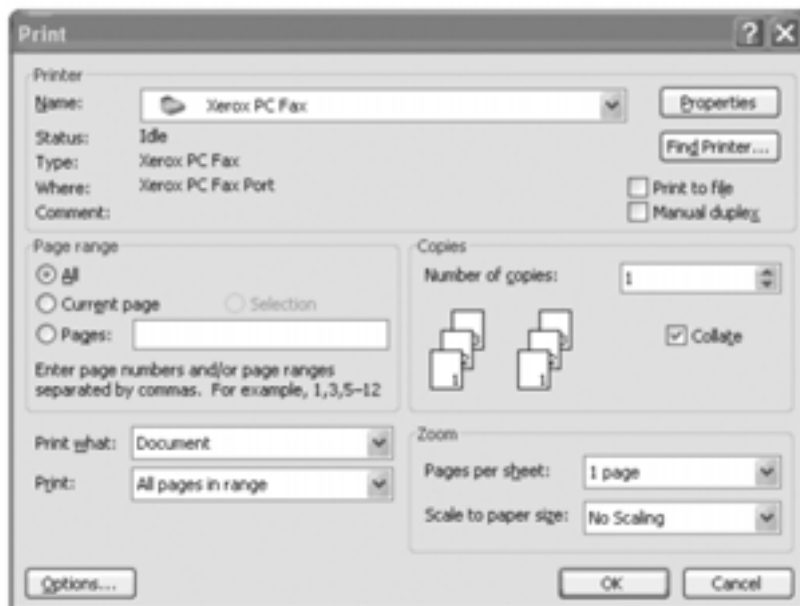 Print
Printer
Name: Xerox PC Fax
Properties
Status: Idle
Find Printer...
Type: Xerox PC Fax
Where: Xerox PC Fax Port
Print to file
Comment:
Manual duplex
Page range
All
Current page
Selection
Pages:
Enter page numbers and/or page ranges
separated by commas. For example, 1,3,5–12
Copies
Number of copies: 1
Collate
Print what: Document
Print: All pages in range
Zoom
Pages per sheet: 1 page
Scale to paper size: No Scaling
Options...
OK
Cancel